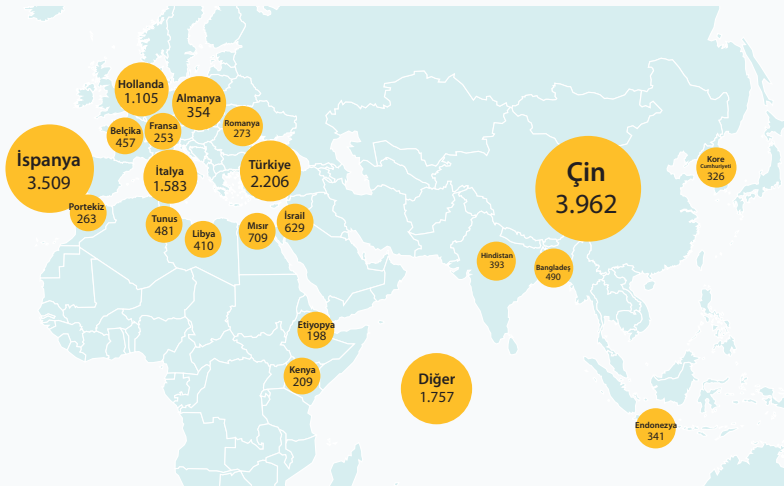 Hollanda
1.105
Almanya
354
Belçika
457
Fransa
253
Romanya
273
İspanya
3.509
İtalya
1.583
Türkiye
2.206
Portekiz
263
Tunus
481
Libya
410
Mısır
709
İsrail
629
Çin
3.962
Kore
Cumhuriyeti
326
Hindistan
393
Bangladeş
490
Etiyopya
198
Kenya
209
Diğer
1.757
Endonezya
341